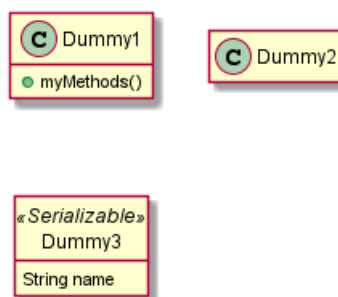 C Dummy1
myMethods()
C Dummy2
«Serializable»
Dummy3
String name